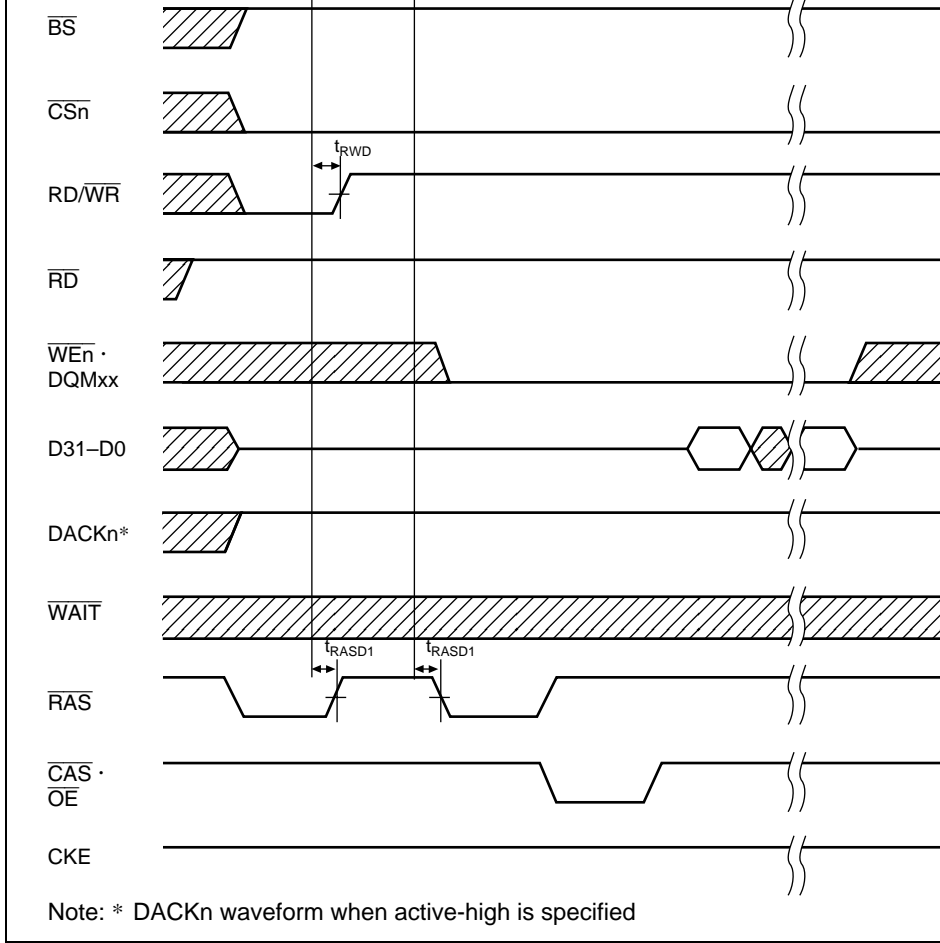 BS
CSn
tRWD
RD/WR
RD
WEn ·
DQMxx
D31–D0
DACKn*
WAIT
tRASD1 tRASD1
RAS
CAS ·
OE
CKE
Note: * DACKn waveform when active-high is specified